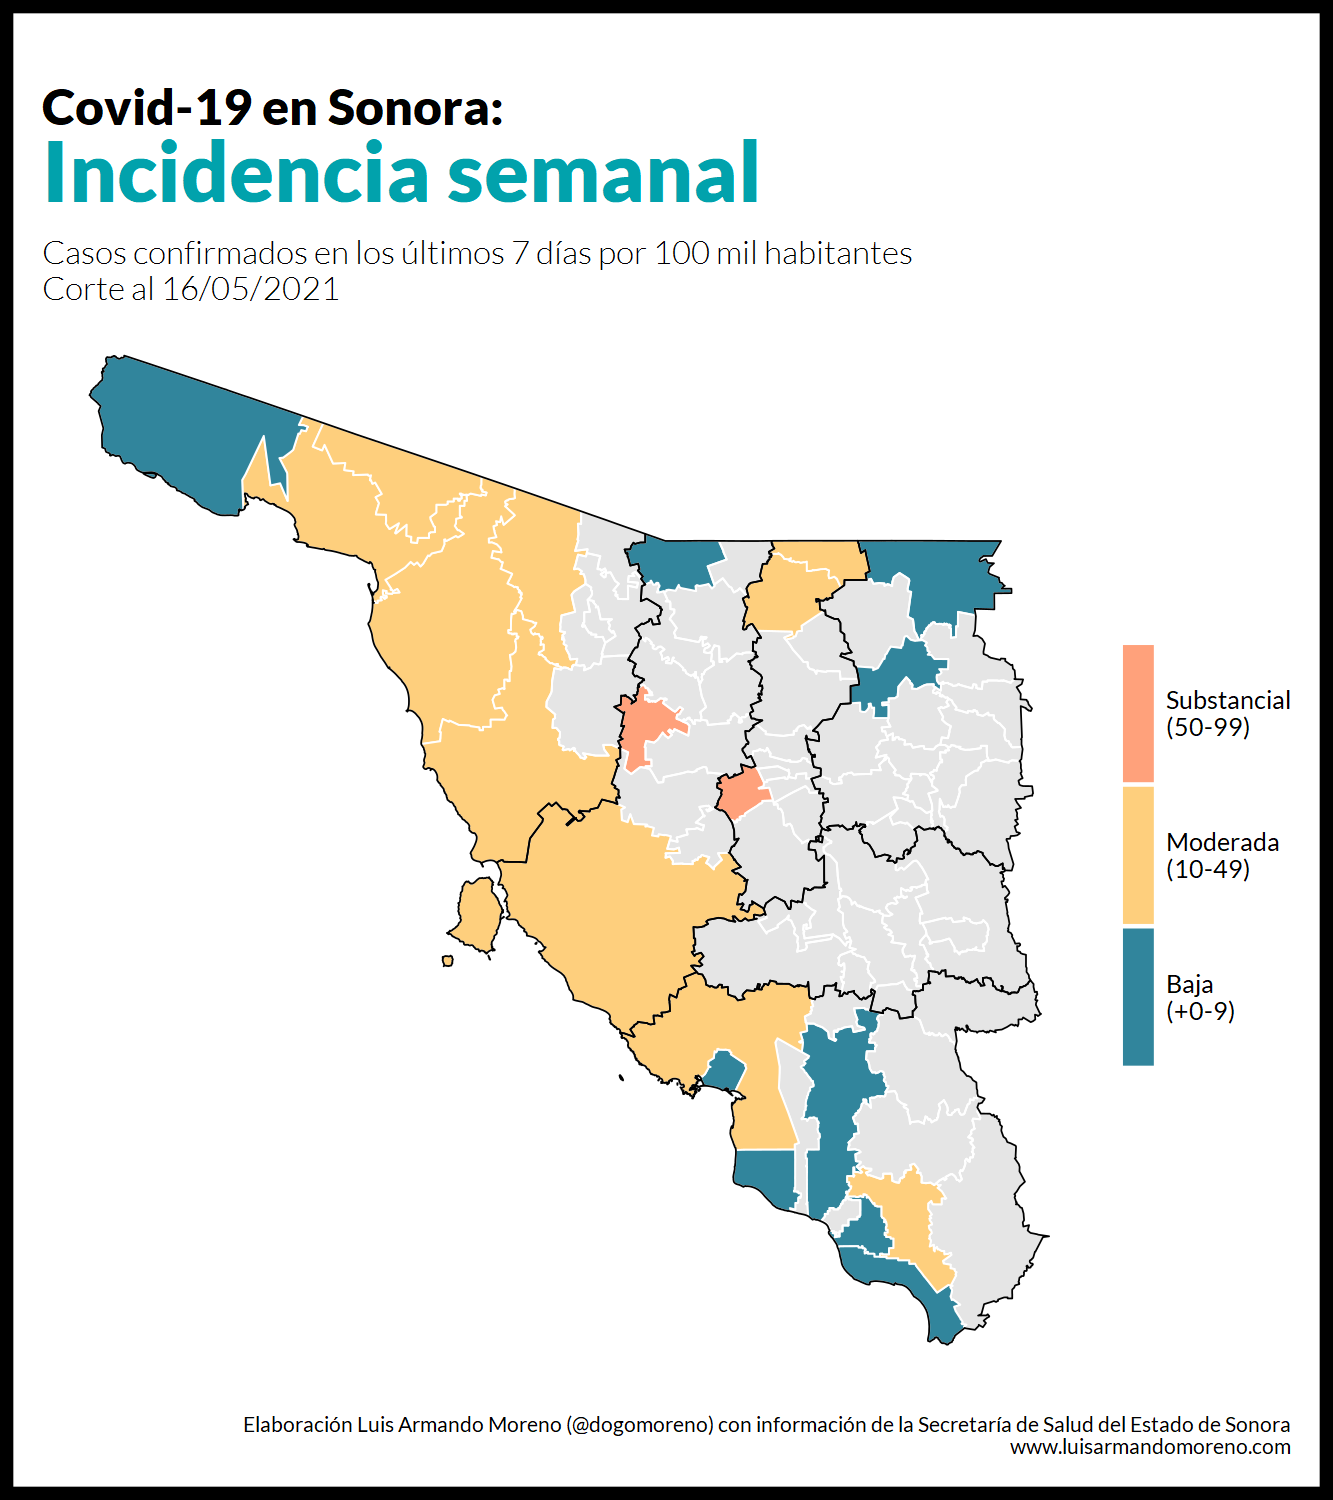 Covid-19 en Sonora:
Incidencia semanal
Casos confirmados en los últimos 7 días por 100 mil habitantes
Corte al 16/05/2021
Substancial
(50-99)
Moderada
(10-49)
Baja
(+0-9)
Elaboración Luis Armando Moreno (@dogomoreno) con información de la Secretaría de Salud del Estado de Sonora
www.luisarmandomoreno.com